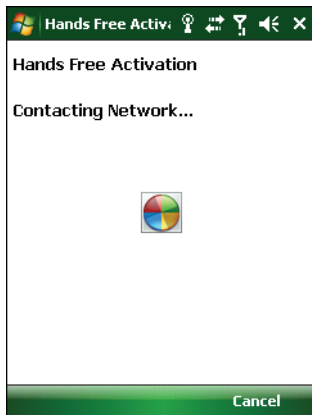 Hands Free Activa
Hands Free Activation
Contacting Network...
Cancel